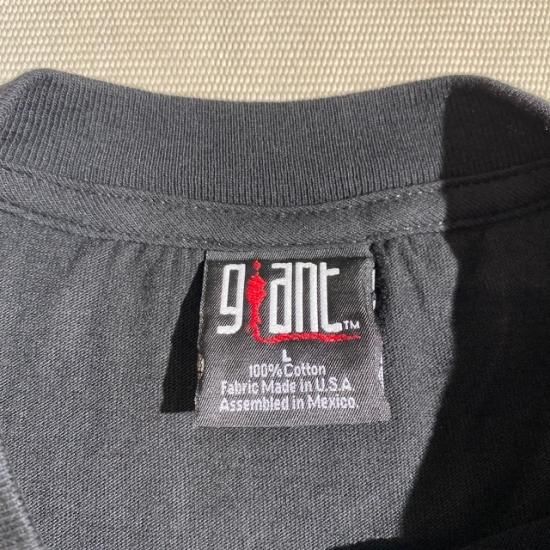 giant™
L
100% Cotton
Fabric Made in U.S.A.
Assembled in Mexico.